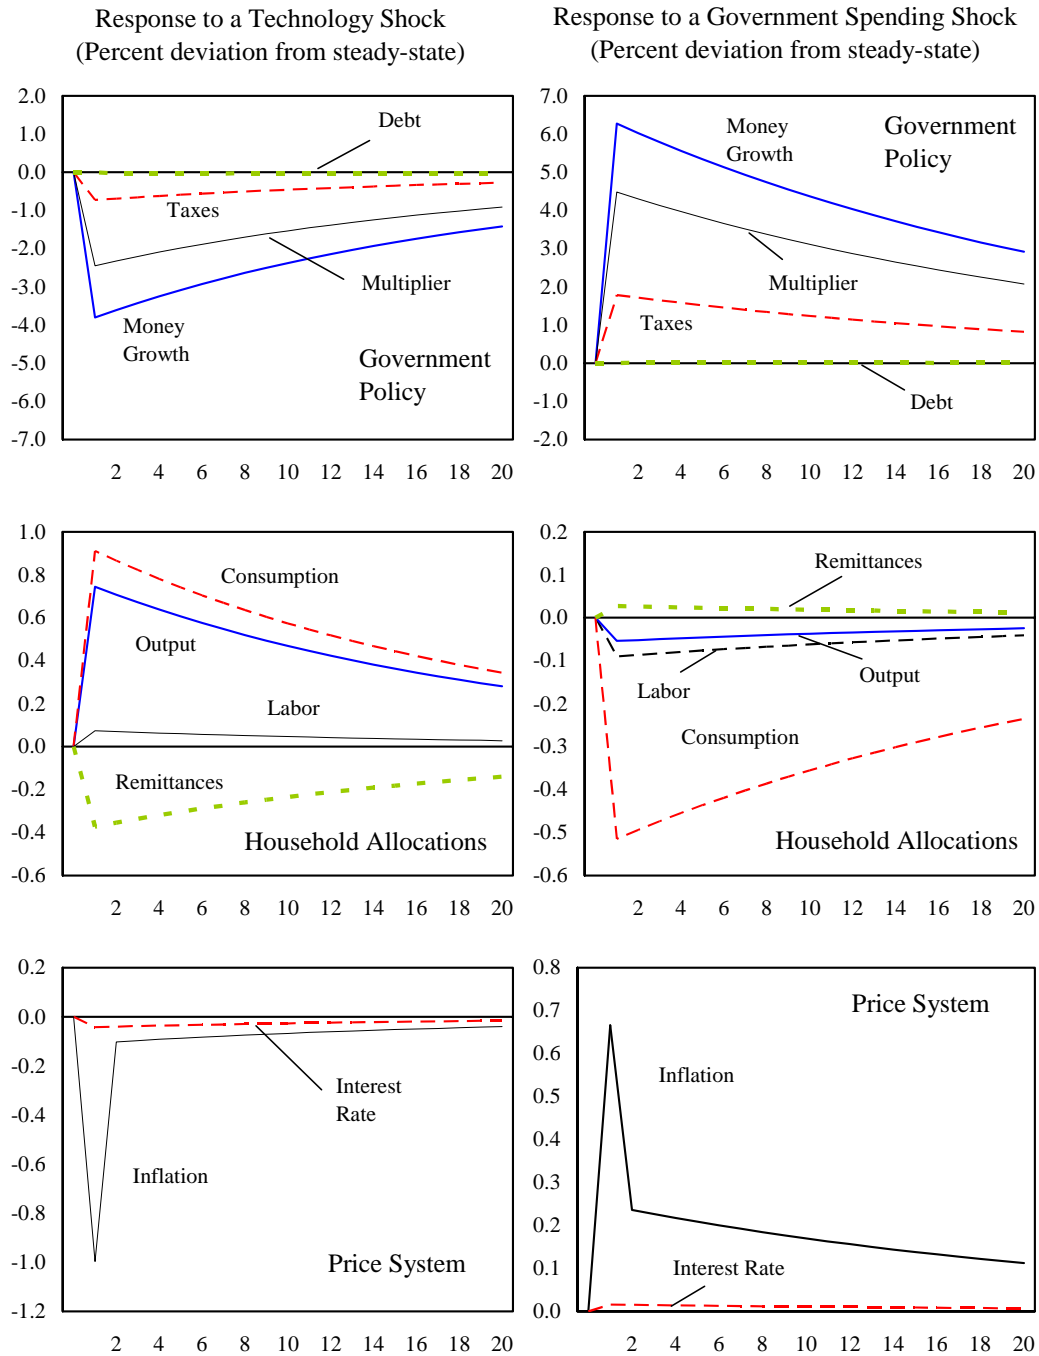 Response to a Technology Shock
(Percent deviation from steady-state)
2.0
1.0
0.0
-1.0
-2.0
-3.0
-4.0
-5.0
-6.0
-7.0
Debt
Taxes
Multiplier
Money
Growth
Government
Policy
2 4 6 8 10 12 14 16 18 20
Response to a Government Spending Shock
(Percent deviation from steady-state)
7.0
6.0
5.0
4.0
3.0
2.0
1.0
0.0
-1.0
-2.0
Money
Growth
Government
Policy
Multiplier
Taxes
Debt
2 4 6 8 10 12 14 16 18 20
1.0
0.8
0.6
0.4
0.2
0.0
-0.2
-0.4
-0.6
Consumption
Output
Labor
Remittances
Household Allocations
2 4 6 8 10 12 14 16 18 20
0.2
0.1
0.0
-0.1
-0.2
-0.3
-0.4
-0.5
-0.6
Remittances
Output
Labor
Consumption
Household Allocations
2 4 6 8 10 12 14 16 18 20
0.2
0.0
-0.2
-0.4
-0.6
-0.8
-1.0
-1.2
Interest
Rate
Inflation
Price System
2 4 6 8 10 12 14 16 18 20
0.8
0.7
0.6
0.5
0.4
0.3
0.2
0.1
0.0
Price System
Inflation
Interest Rate
2 4 6 8 10 12 14 16 18 20